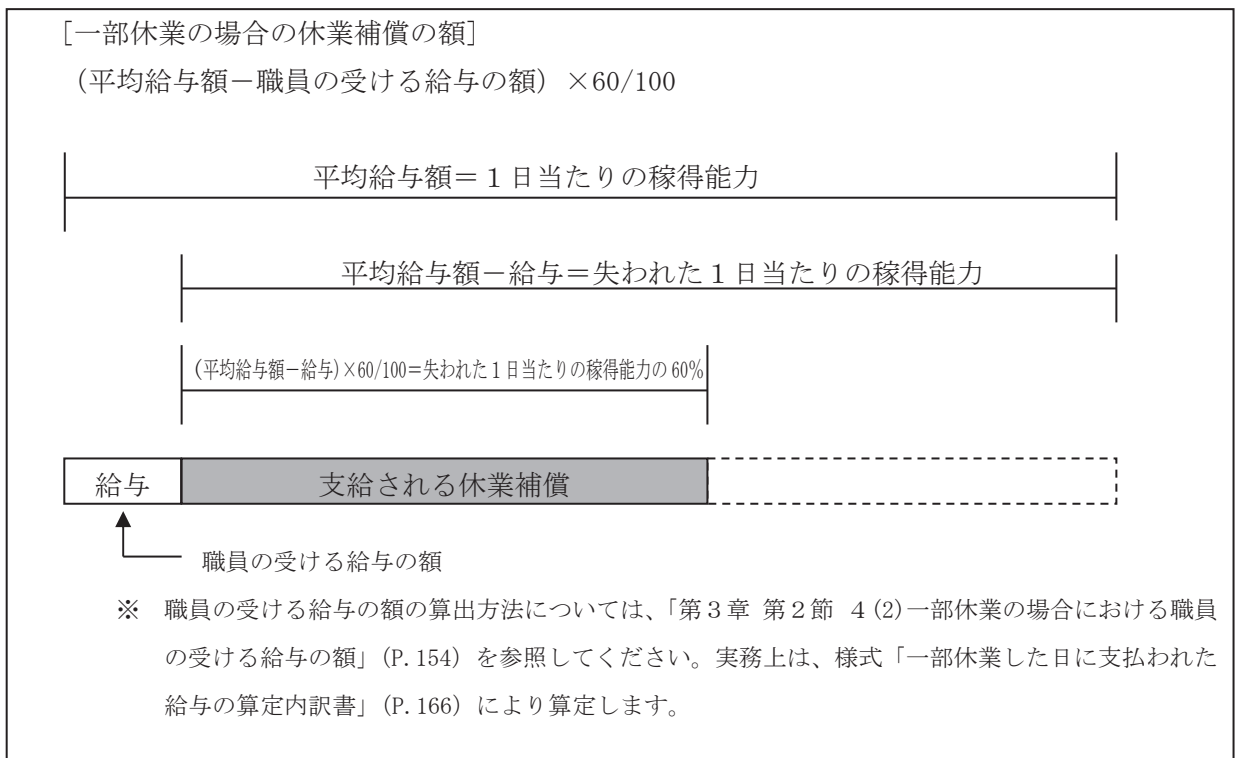 [一部休業の場合の休業補償の額]
（平均給与額－職員の受ける給与の額）×60/100
平均給与額＝１日当たりの稼得能力
平均給与額－給与＝失われた１日当たりの稼得能力
(平均給与額－給与)×60/100＝失われた１日当たりの稼得能力の60%
給与 支給される休業補償
職員の受ける給与の額
※ 職員の受ける給与の額の算出方法については、「第３章 第２節 ４(2)一部休業の場合における職員
の受ける給与の額」(P.154) を参照してください。実務上は、様式「一部休業した日に支払われた
給与の算定内訳書」(P.166) により算定します。